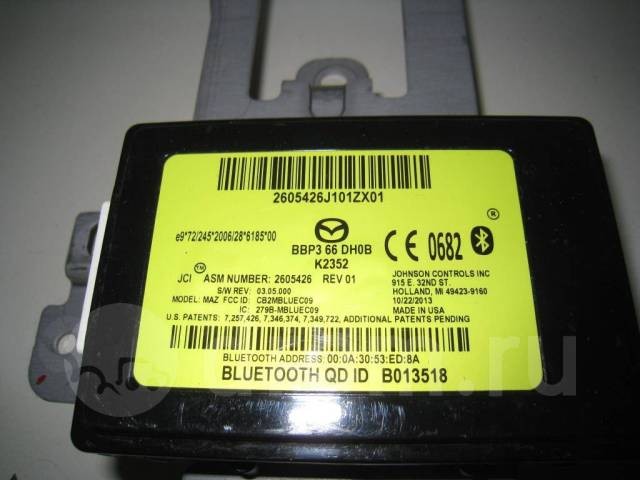 2605426J101ZX01
e9*72/245*2006/28*6185*00
BBP3 66 DH0B
K2352
CE 0682 ®
JCI ™ ASM NUMBER: 2605426 REV 01
S/W REV: 03.05.000
MODEL: MAZ FCC ID: CB2MBLUEC09
IC: 279B-MBLUEC09
JOHNSON CONTROLS INC
915 E. 32ND ST.
HOLLAND, MI 49423-9160
10/22/2013
MADE IN USA
U.S. PATENTS: 7,257,426, 7,346,374, 7,349,722, ADDITIONAL PATENTS PENDING
BLUETOOTH ADDRESS: 00:0A:30:53:ED:8A
BLUETOOTH QD ID B013518